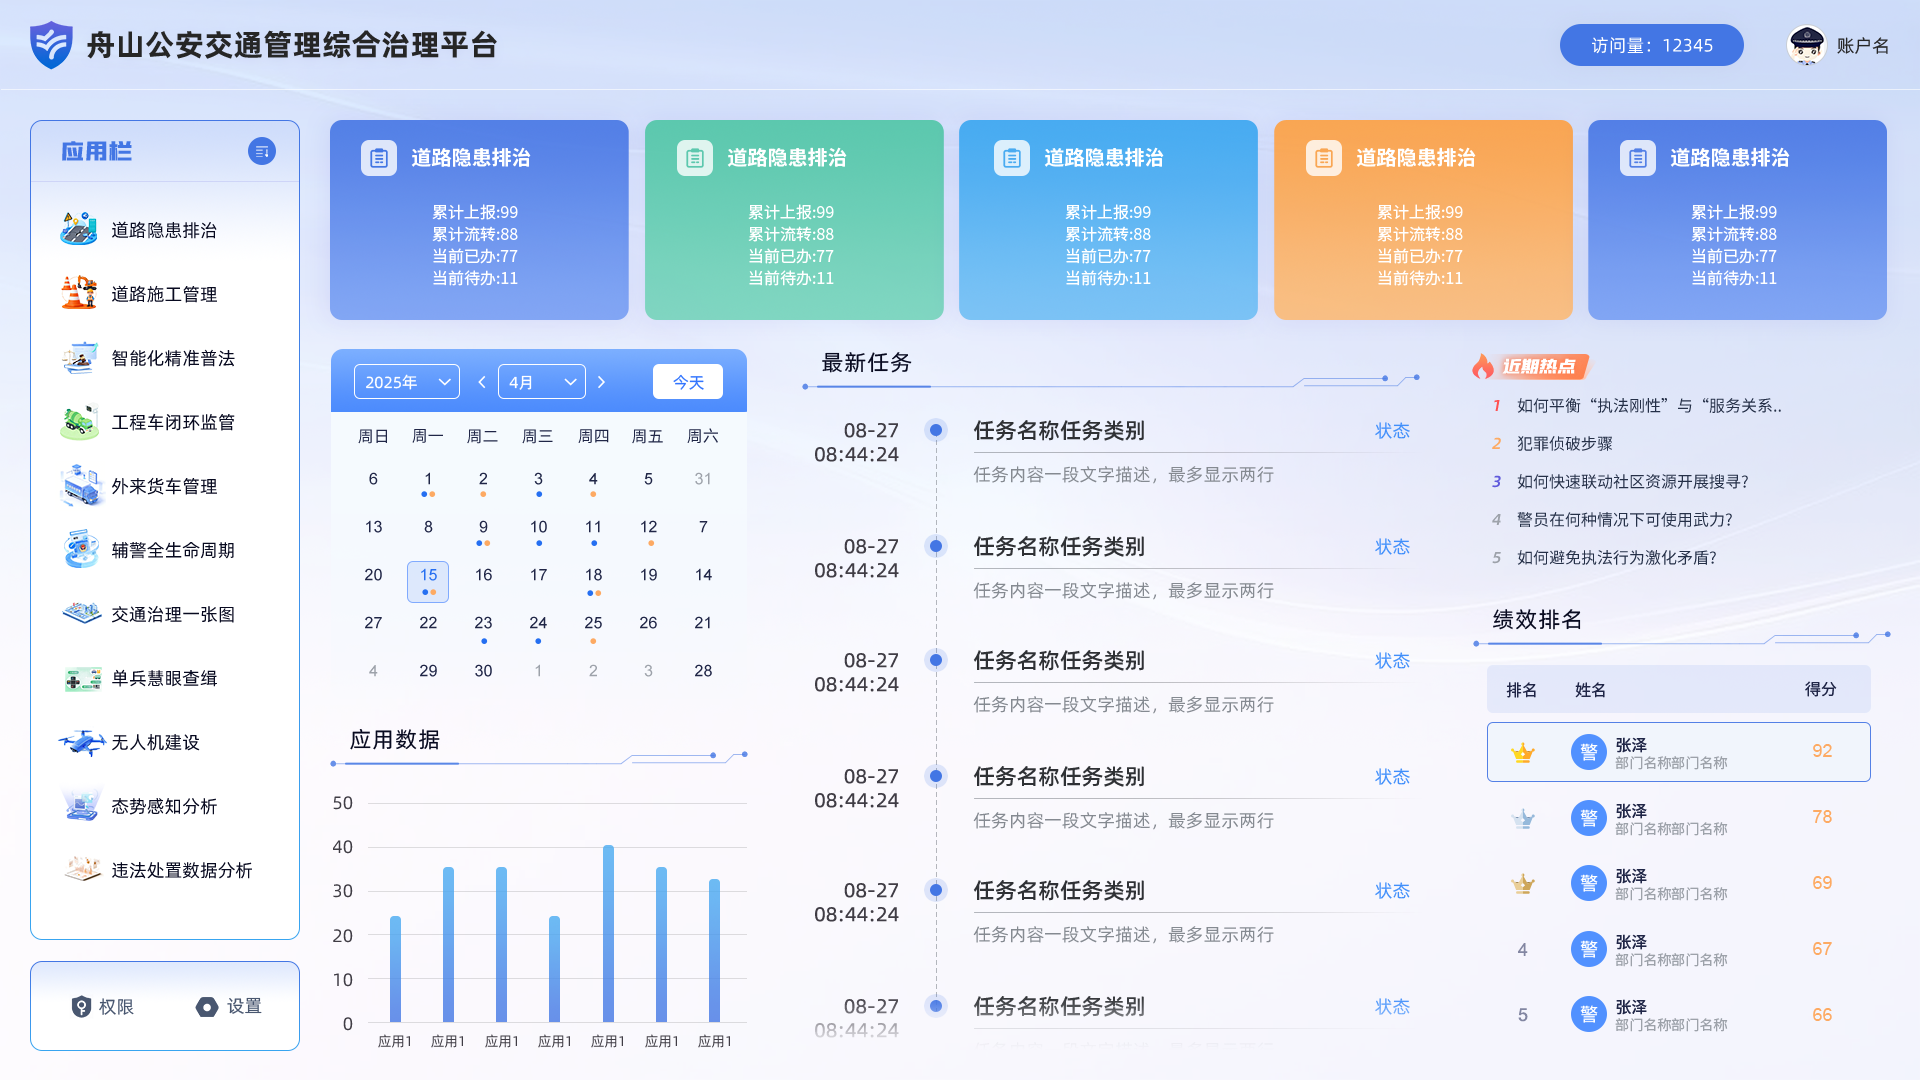 舟山公安交通管理综合治理平台
访问量：12345
账户名
应用栏
道路隐患排治
道路施工管理
智能化精准普法
工程车闭环监管
外来货车管理
辅警全生命周期
交通治理一张图
单兵慧眼查缉
无人机建设
态势感知分析
违法处置数据分析
权限
设置
道路隐患排治
累计上报:99
累计流转:88
当前已办:77
当前待办:11
道路隐患排治
累计上报:99
累计流转:88
当前已办:77
当前待办:11
道路隐患排治
累计上报:99
累计流转:88
当前已办:77
当前待办:11
道路隐患排治
累计上报:99
累计流转:88
当前已办:77
当前待办:11
道路隐患排治
累计上报:99
累计流转:88
当前已办:77
当前待办:11
2025年 4月 今天
周日 周一 周二 周三 周四 周五 周六
6 1 2 3 4 5 31
13 8 9 10 11 12 7
20 15 16 17 18 19 14
27 22 23 24 25 26 21
4 29 30 1 2 3 28
应用数据
50
40
30
20
10
0
应用1 应用1 应用1 应用1 应用1 应用1 应用1
最新任务
08-27
08:44:24
任务名称任务类别 状态
任务内容一段文字描述，最多显示两行
08-27
08:44:24
任务名称任务类别 状态
任务内容一段文字描述，最多显示两行
08-27
08:44:24
任务名称任务类别 状态
任务内容一段文字描述，最多显示两行
08-27
08:44:24
任务名称任务类别 状态
任务内容一段文字描述，最多显示两行
08-27
08:44:24
任务名称任务类别 状态
任务内容一段文字描述，最多显示两行
08-27
08:44:24
任务名称任务类别 状态
近期热点
1 如何平衡“执法刚性”与“服务关系..
2 犯罪侦破步骤
3 如何快速联动社区资源开展搜寻?
4 警员在何种情况下可使用武力?
5 如何避免执法行为激化矛盾?
绩效排名
排名 姓名 得分
警 张泽 92
部门名称部门名称
警 张泽 78
部门名称部门名称
警 张泽 69
部门名称部门名称
4 警 张泽 67
部门名称部门名称
5 警 张泽 66
部门名称部门名称